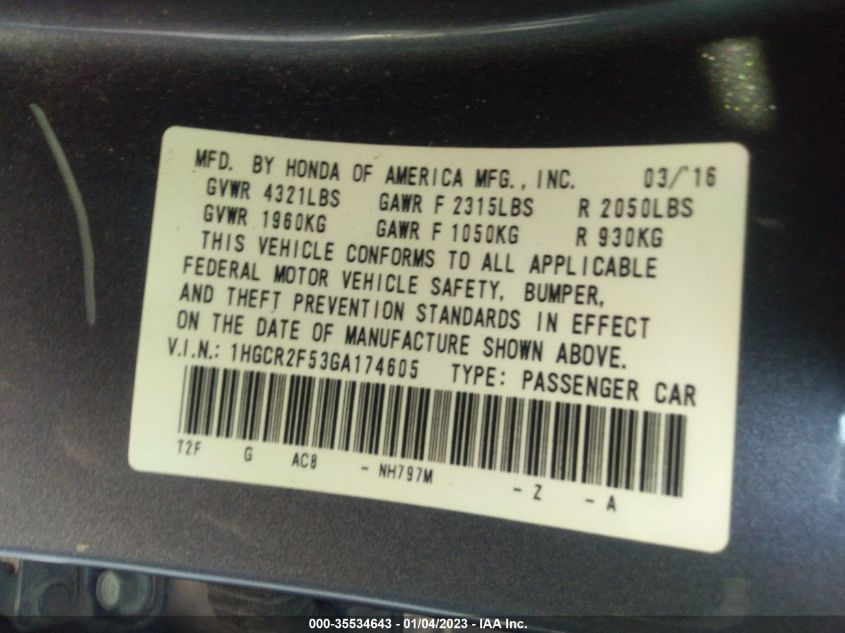 MFD. BY HONDA OF AMERICA MFG., INC. 03/'16
GVWR 4321LBS GAWR F 2315LBS R 2050LBS
GVWR 1960KG GAWR F 1050KG R 930KG
THIS VEHICLE CONFORMS TO ALL APPLICABLE
FEDERAL MOTOR VEHICLE SAFETY, BUMPER,
AND THEFT PREVENTION STANDARDS IN EFFECT
ON THE DATE OF MANUFACTURE SHOWN ABOVE.
V.I.N.: 1HGCR2F53GA174605 TYPE: PASSENGER CAR
T2F G AC8 - NH797M - Z - A
000-35534643 - 01/04/2023 - IAA Inc.